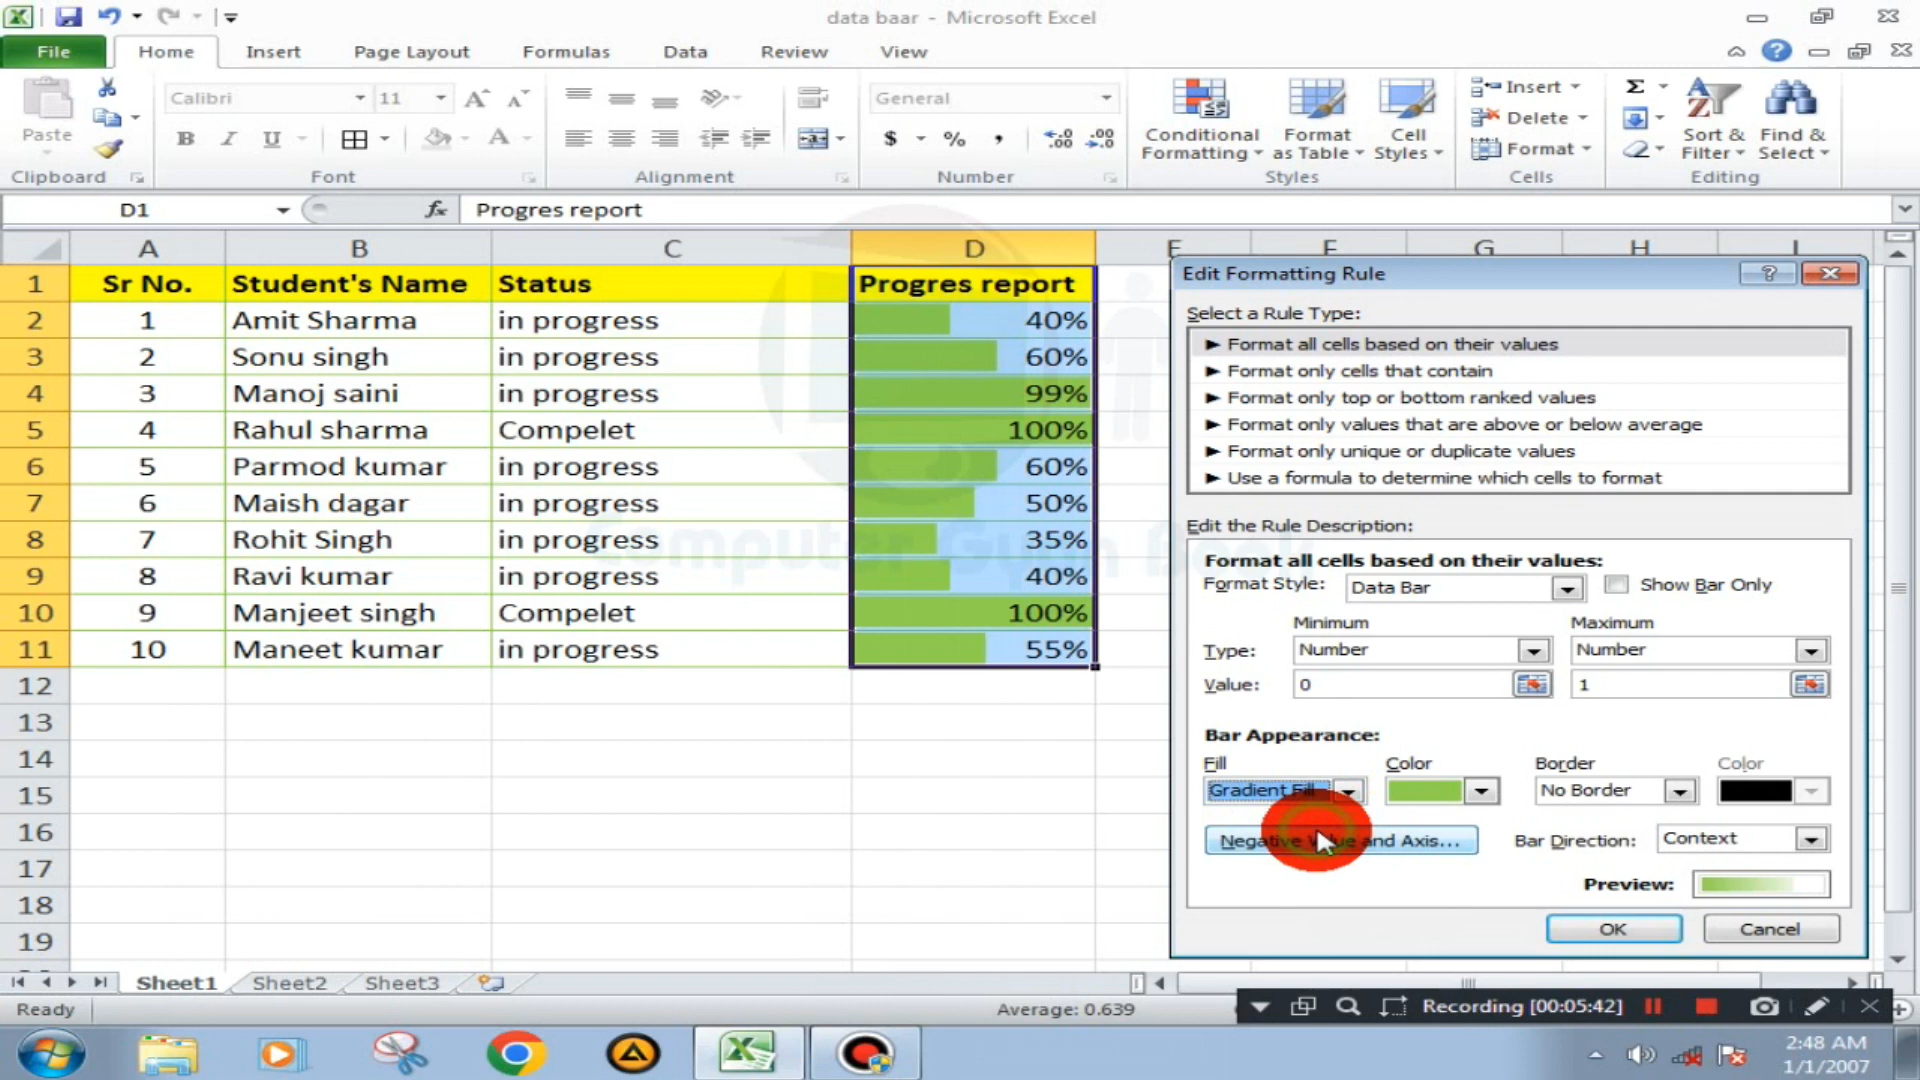 data baar - Microsoft Excel
File Home Insert Page Layout Formulas Data Review View
Paste
Clipboard
Calibri 11
B I U A
Font
Alignment
General
$ % ,
Number
Conditional Formatting
Format as Table
Cell Styles
Styles
Insert
Delete
Format
Cells
Σ
Sort & Filter
Find & Select
Editing
D1 fx Progres report
A B C D E F G H I
1 Sr No. Student's Name Status Progres report
2 1 Amit Sharma in progress 40%
3 2 Sonu singh in progress 60%
4 3 Manoj saini in progress 99%
5 4 Rahul sharma Compelet 100%
6 5 Parmod kumar in progress 60%
7 6 Maish dagar in progress 50%
8 7 Rohit Singh in progress 35%
9 8 Ravi kumar in progress 40%
10 9 Manjeet singh Compelet 100%
11 10 Maneet kumar in progress 55%
12
13
14
15
16
17
18
19
Computer Gyan Book
Edit Formatting Rule
Select a Rule Type:
► Format all cells based on their values
► Format only cells that contain
► Format only top or bottom ranked values
► Format only values that are above or below average
► Format only unique or duplicate values
► Use a formula to determine which cells to format
Edit the Rule Description:
Format all cells based on their values:
Format Style: Data Bar Show Bar Only
Minimum Maximum
Type: Number Number
Value: 0 1
Bar Appearance:
Fill Color Border Color
Gradient Fill No Border
Negative Value and Axis... Bar Direction: Context
Preview:
OK Cancel
Sheet1 Sheet2 Sheet3
Ready Average: 0.639
Recording [00:05:42]
2:48 AM
1/1/2007